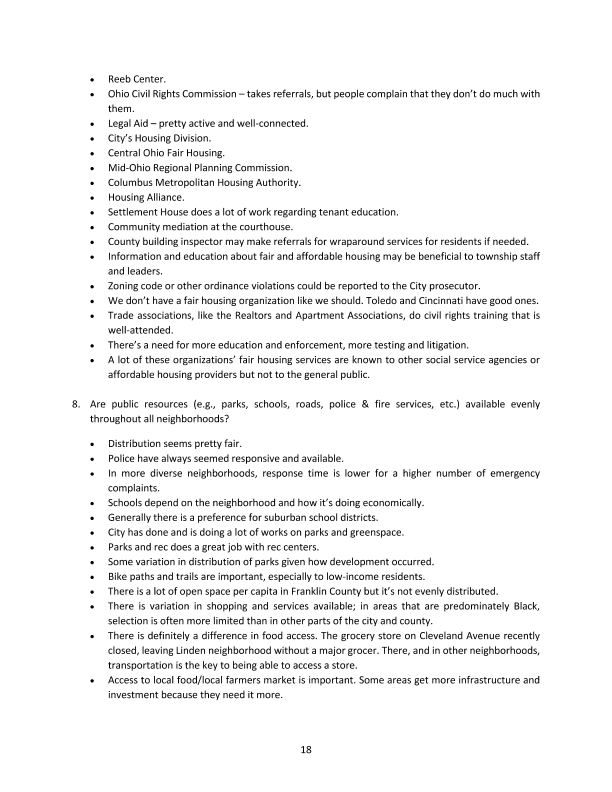 • Reeb Center.
• Ohio Civil Rights Commission – takes referrals, but people complain that they don’t do much with
them.
• Legal Aid – pretty active and well-connected.
• City’s Housing Division.
• Central Ohio Fair Housing.
• Mid-Ohio Regional Planning Commission.
• Columbus Metropolitan Housing Authority.
• Housing Alliance.
• Settlement House does a lot of work regarding tenant education.
• Community mediation at the courthouse.
• County building inspector may make referrals for wraparound services for residents if needed.
• Information and education about fair and affordable housing may be beneficial to township staff
and leaders.
• Zoning code or other ordinance violations could be reported to the City prosecutor.
• We don’t have a fair housing organization like we should. Toledo and Cincinnati have good ones.
• Trade associations, like the Realtors and Apartment Associations, do civil rights training that is
well-attended.
• There’s a need for more education and enforcement, more testing and litigation.
• A lot of these organizations’ fair housing services are known to other social service agencies or
affordable housing providers but not to the general public.
8. Are public resources (e.g., parks, schools, roads, police & fire services, etc.) available evenly
throughout all neighborhoods?
• Distribution seems pretty fair.
• Police have always seemed responsive and available.
• In more diverse neighborhoods, response time is lower for a higher number of emergency
complaints.
• Schools depend on the neighborhood and how it’s doing economically.
• Generally there is a preference for suburban school districts.
• City has done and is doing a lot of works on parks and greenspace.
• Parks and rec does a great job with rec centers.
• Some variation in distribution of parks given how development occurred.
• Bike paths and trails are important, especially to low-income residents.
• There is a lot of open space per capita in Franklin County but it’s not evenly distributed.
• There is variation in shopping and services available; in areas that are predominately Black,
selection is often more limited than in other parts of the city and county.
• There is definitely a difference in food access. The grocery store on Cleveland Avenue recently
closed, leaving Linden neighborhood without a major grocer. There, and in other neighborhoods,
transportation is the key to being able to access a store.
• Access to local food/local farmers market is important. Some areas get more infrastructure and
investment because they need it more.
18